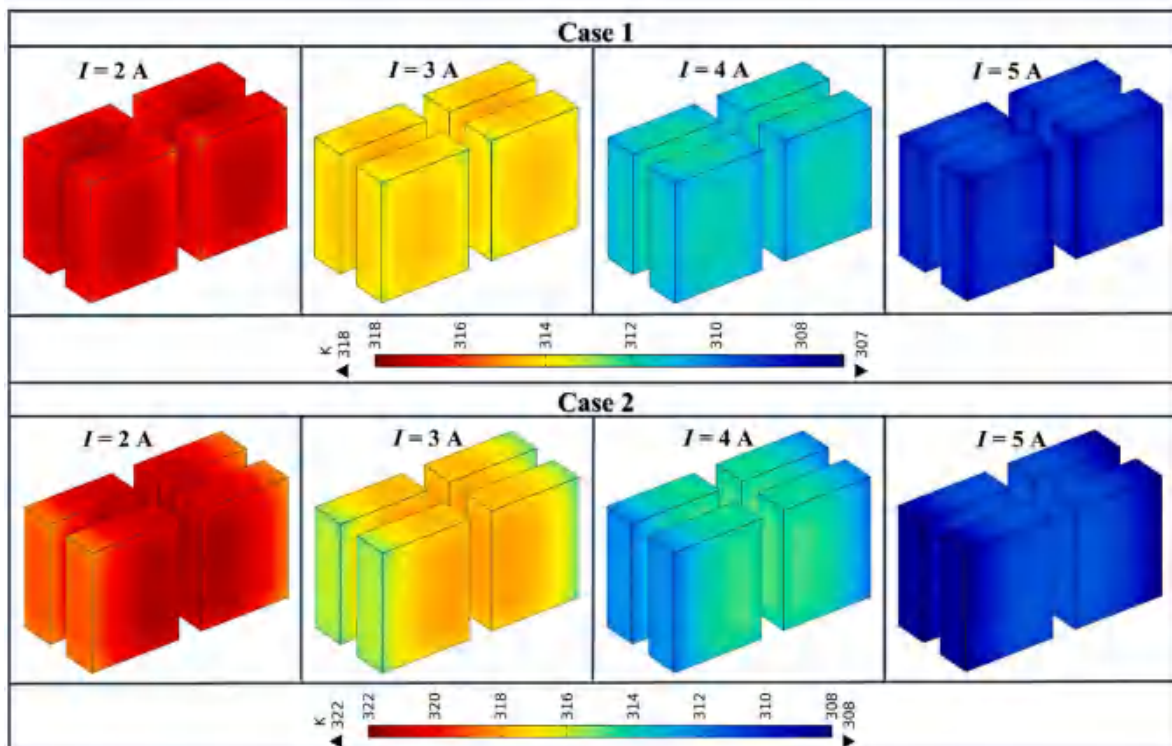 Case 1
I = 2 A
I = 3 A
I = 4 A
I = 5 A
K
318
318
316
314
312
310
308
307
Case 2
I = 2 A
I = 3 A
I = 4 A
I = 5 A
K
322
322
320
318
316
314
312
310
308
308